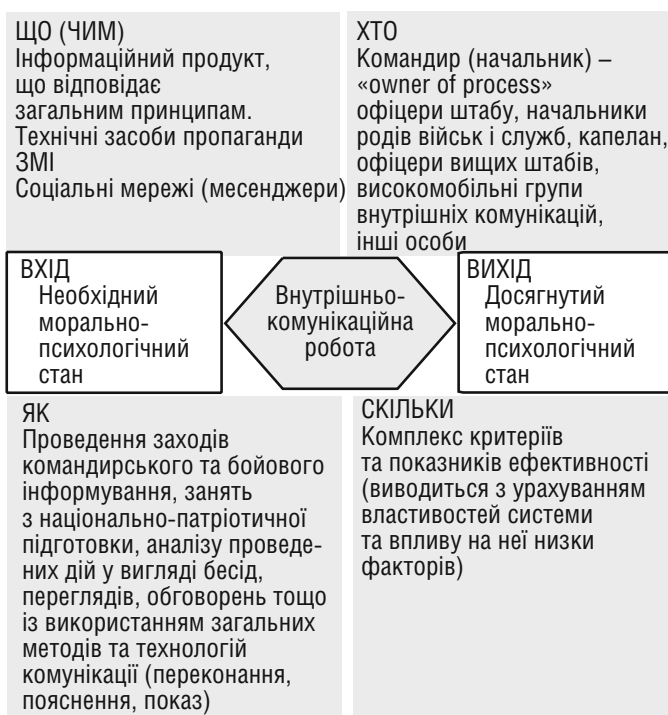 ЩО (ЧИМ)
Інформаційний продукт,
що відповідає
загальним принципам.
Технічні засоби пропаганди
ЗМІ
Соціальні мережі (месенджери)
ХТО
Командир (начальник) –
«owner of process»
офіцери штабу, начальники
родів військ і служб, капелан,
офіцери вищих штабів,
високомобільні групи
внутрішніх комунікацій,
інші особи
ВХІД
Необхідний
морально-
психологічний
стан
Внутрішньо-
комунікаційна
робота
ВИХІД
Досягнутий
морально-
психологічний
стан
ЯК
Проведення заходів
командирського та бойового
інформування, занять
з національно-патріотичної
підготовки, аналізу проведе-
них дій у вигляді бесід,
переглядів, обговорень тощо
із використанням загальних
методів та технологій
комунікації (переконання,
пояснення, показ)
СКІЛЬКИ
Комплекс критеріїв
та показників ефективності
(виводиться з урахуванням
властивостей системи
та впливу на неї низки
факторів)